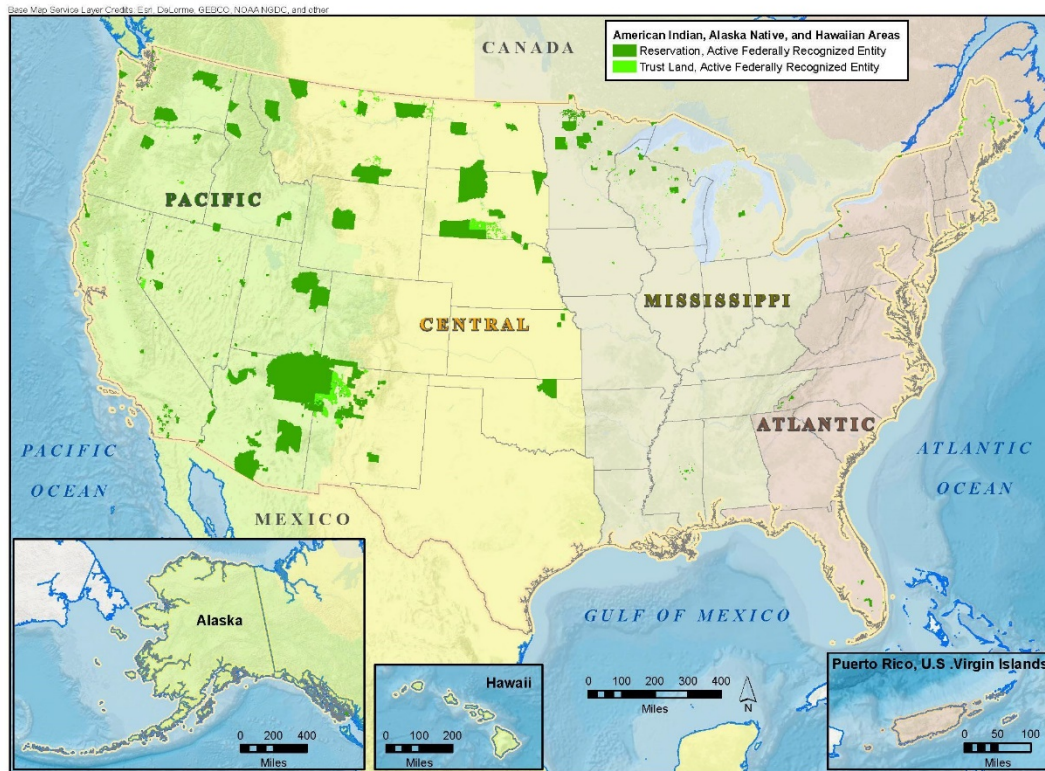 Base Map Service Layer Credits: Esri, DeLorme, GEBCO, NOAA NGDC, and other
CANADA
American Indian, Alaska Native, and Hawaiian Areas
Reservation, Active Federally Recognized Entity
Trust Land, Active Federally Recognized Entity
PACIFIC
CENTRAL
MISSISSIPPI
ATLANTIC
PACIFIC
OCEAN
ATLANTIC
OCEAN
MEXICO
GULF OF MEXICO
Alaska
0 200 400
Miles
Hawaii
0 100 200
Miles
0 100 200 300 400
Miles
N
Puerto Rico, U.S .Virgin Islands
0 50 100
Miles